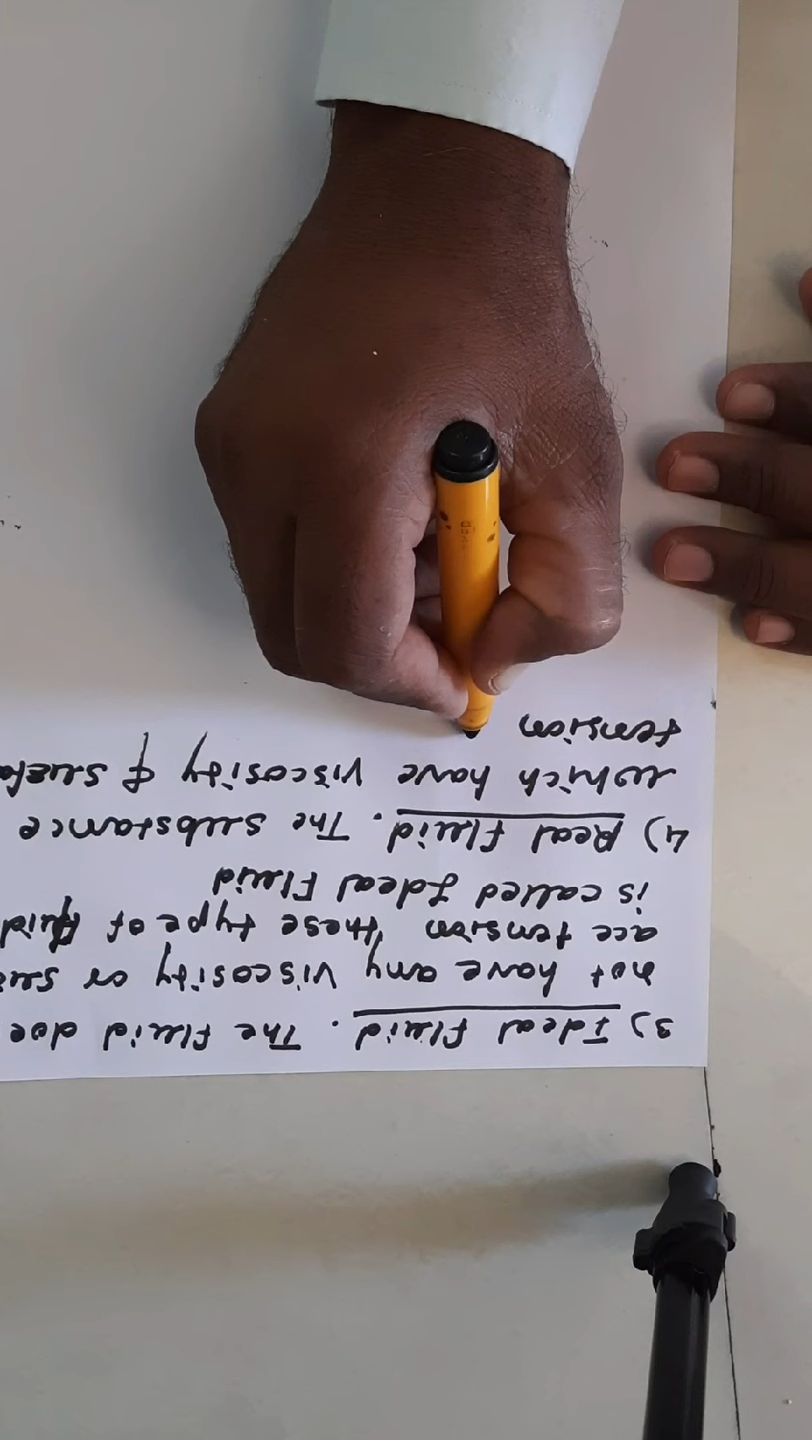 3) Ideal Fluid. The fluid doe
not have any viscosity or su
ace tension these type of fluid
is called Ideal Fluid
4) Real fluid. The substance
which have viscosity & surfa
tension